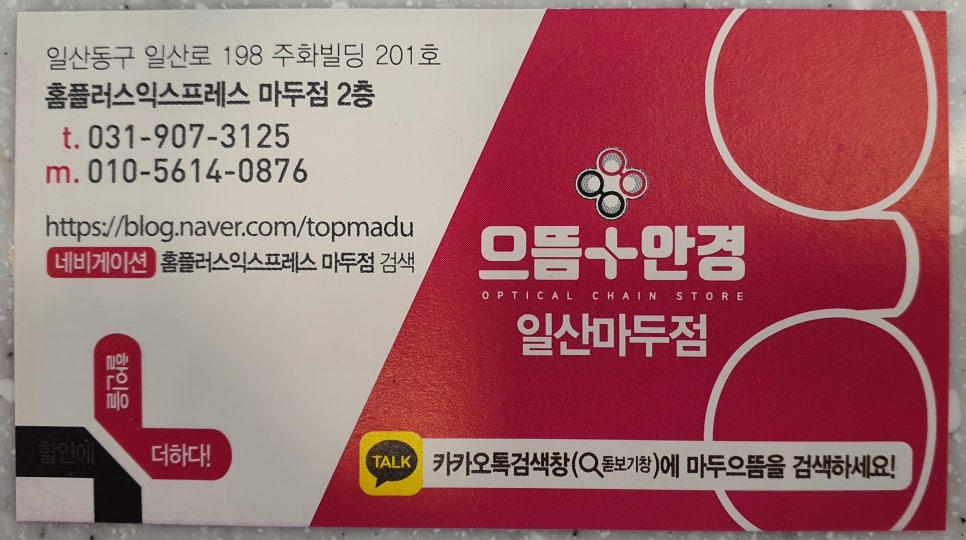 일산동구 일산로 198 주화빌딩 201호
홈플러스익스프레스 마두점 2층
t. 031-907-3125
m. 010-5614-0876
https://blog.naver.com/topmadu
네비게이션 홈플러스익스프레스 마두점 검색
으뜸+안경
OPTICAL CHAIN STORE
일산마두점
할인에
할인을
더하다!
TALK 카카오톡검색창(돋보기창)에 마두으뜸을 검색하세요!